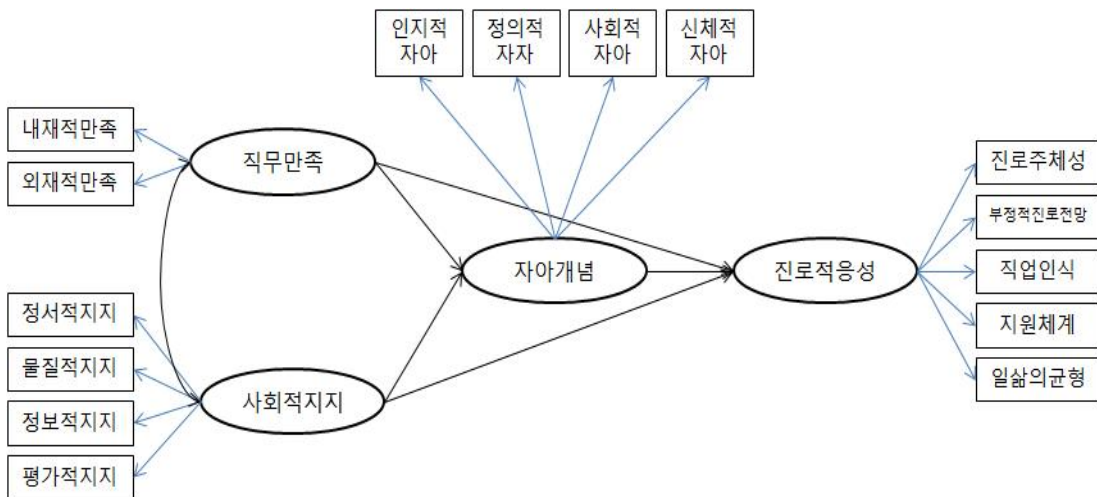 인지적
자아
정의적
자자
사회적
자아
신체적
자아
내재적만족
외재적만족
직무만족
자아개념
진로적응성
진로주체성
부정적진로전망
직업인식
지원체계
일삶의균형
정서적지지
물질적지지
정보적지지
평가적지지
사회적지지